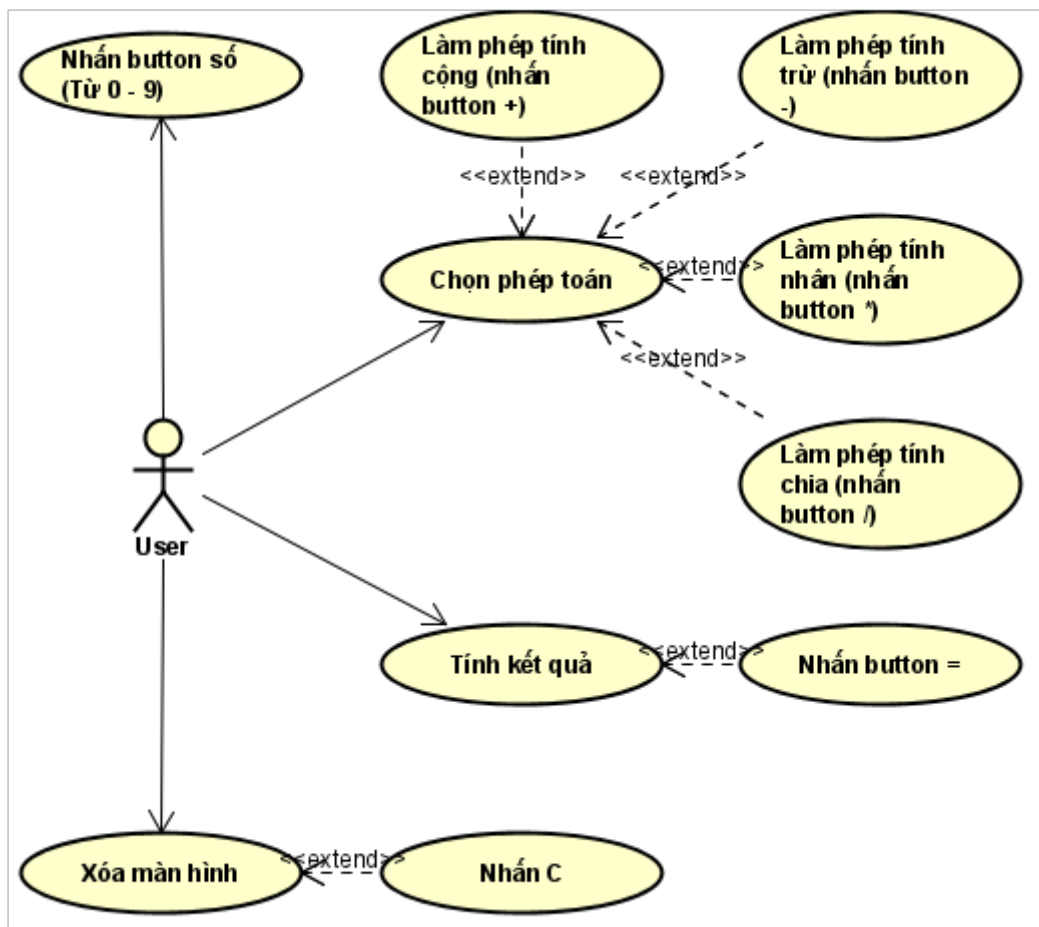 Nhấn button số
(Từ 0 - 9)
Làm phép tính
cộng (nhấn
button +)
Làm phép tính
trừ (nhấn button
-)
<<extend>>
<<extend>>
Chọn phép toán
<<extend>>
Làm phép tính
nhân (nhấn
button *)
<<extend>>
Làm phép tính
chia (nhấn
button /)
User
Tính kết quả
<<extend>>
Nhấn button =
Xóa màn hình
<<extend>>
Nhấn C